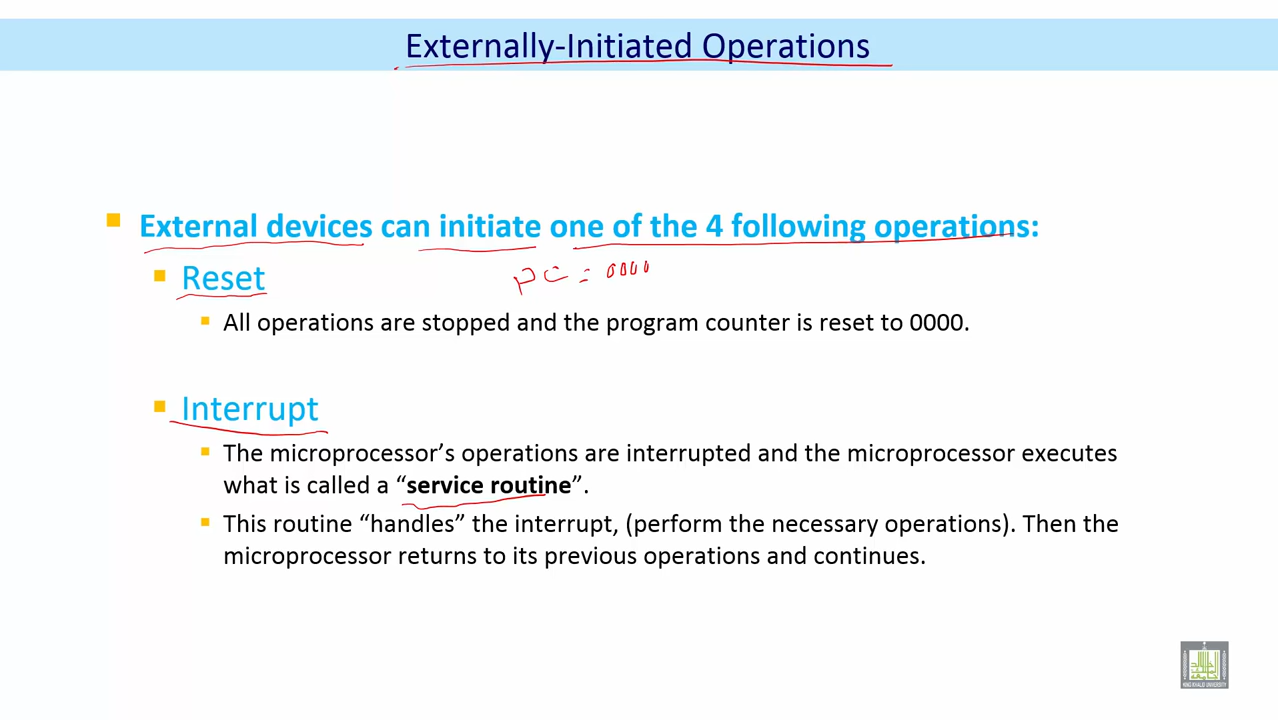 Externally-Initiated Operations
External devices can initiate one of the 4 following operations:
Reset
PC = 0000
All operations are stopped and the program counter is reset to 0000.
Interrupt
The microprocessor’s operations are interrupted and the microprocessor executes
what is called a “service routine”.
This routine “handles” the interrupt, (perform the necessary operations). Then the
microprocessor returns to its previous operations and continues.
KING KHALID UNIVERSITY